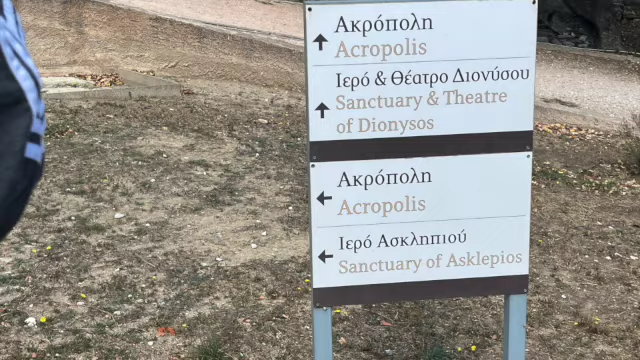 Ακρόπολη
Acropolis
Ιερό & Θέατρο Διονύσου
Sanctuary & Theatre
of Dionysos
Ακρόπολη
Acropolis
Ιερό Ασκληπιού
Sanctuary of Asklepios